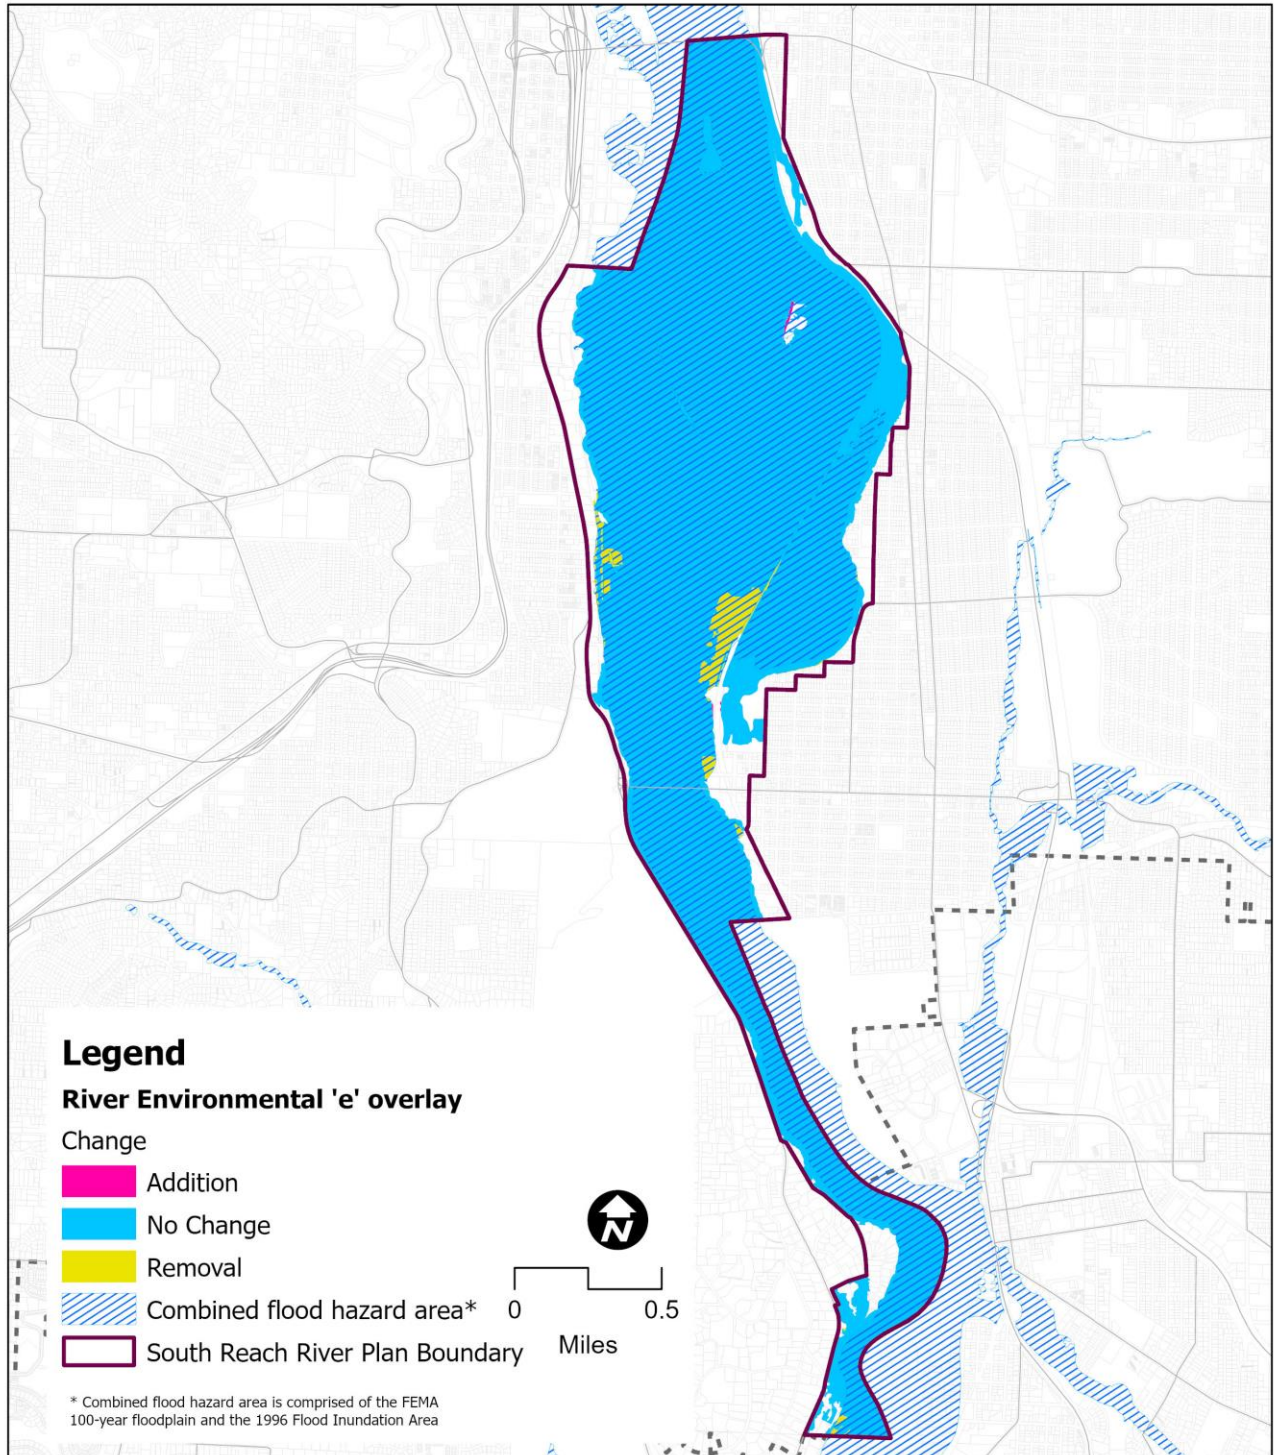 Legend
River Environmental 'e' overlay
Change
Addition
No Change
Removal
Combined flood hazard area*
South Reach River Plan Boundary
N
0 0.5
Miles
* Combined flood hazard area is comprised of the FEMA
100-year floodplain and the 1996 Flood Inundation Area